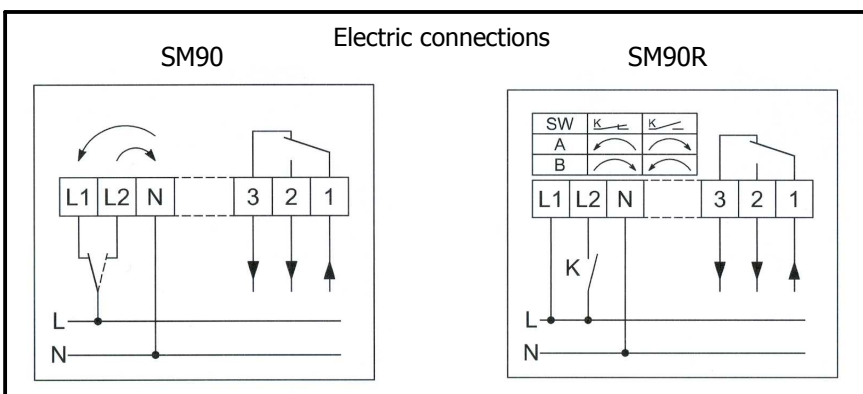 Electric connections
SM90
SM90R
L1 L2 N 3 2 1
L
N
SW K K
A
B
L1 L2 N 3 2 1
K
L
N